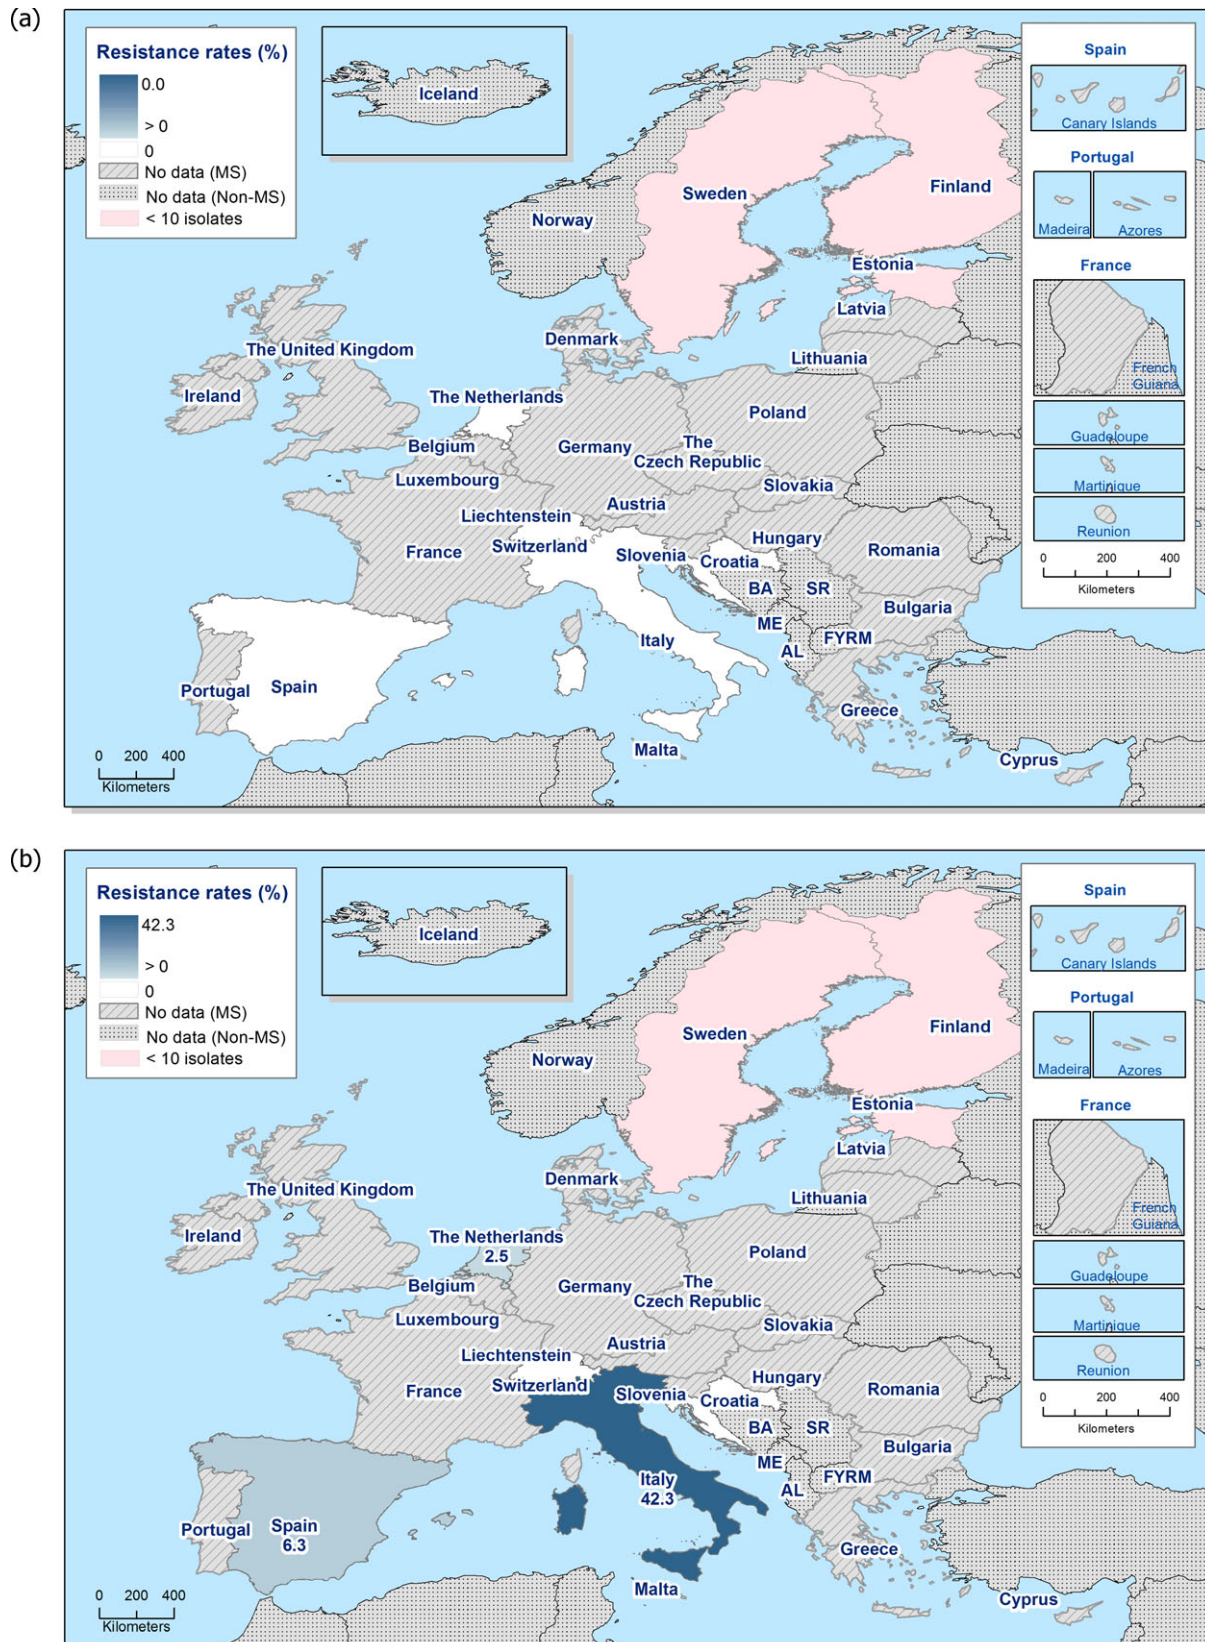 (a)
Resistance rates (%)
0.0
> 0
0
No data (MS)
No data (Non-MS)
< 10 isolates
Iceland
Norway
Sweden
Finland
Estonia
Latvia
Lithuania
Denmark
The United Kingdom
Ireland
The Netherlands
Belgium
Luxembourg
Germany
The
Czech Republic
Poland
Slovakia
Austria
Liechtenstein
Switzerland
France
Hungary
Romania
Slovenia
Croatia
BA
SR
Bulgaria
ME
FYRM
AL
Italy
Greece
Portugal
Spain
Malta
Cyprus
0 200 400
Kilometers
Spain
Canary Islands
Portugal
Madeira
Azores
France
French
Guiana
Guadeloupe
Martinique
Reunion
0 200 400
Kilometers
(b)
Resistance rates (%)
42.3
> 0
0
No data (MS)
No data (Non-MS)
< 10 isolates
Iceland
Norway
Sweden
Finland
Estonia
Latvia
Lithuania
Denmark
The United Kingdom
Ireland
The Netherlands
2.5
Belgium
Luxembourg
Germany
The
Czech Republic
Poland
Slovakia
Austria
Liechtenstein
Switzerland
France
Hungary
Romania
Slovenia
Croatia
BA
SR
Bulgaria
ME
FYRM
AL
Italy
42.3
Greece
Portugal
Spain
6.3
Malta
Cyprus
0 200 400
Kilometers
Spain
Canary Islands
Portugal
Madeira
Azores
France
French
Guiana
Guadeloupe
Martinique
Reunion
0 200 400
Kilometers